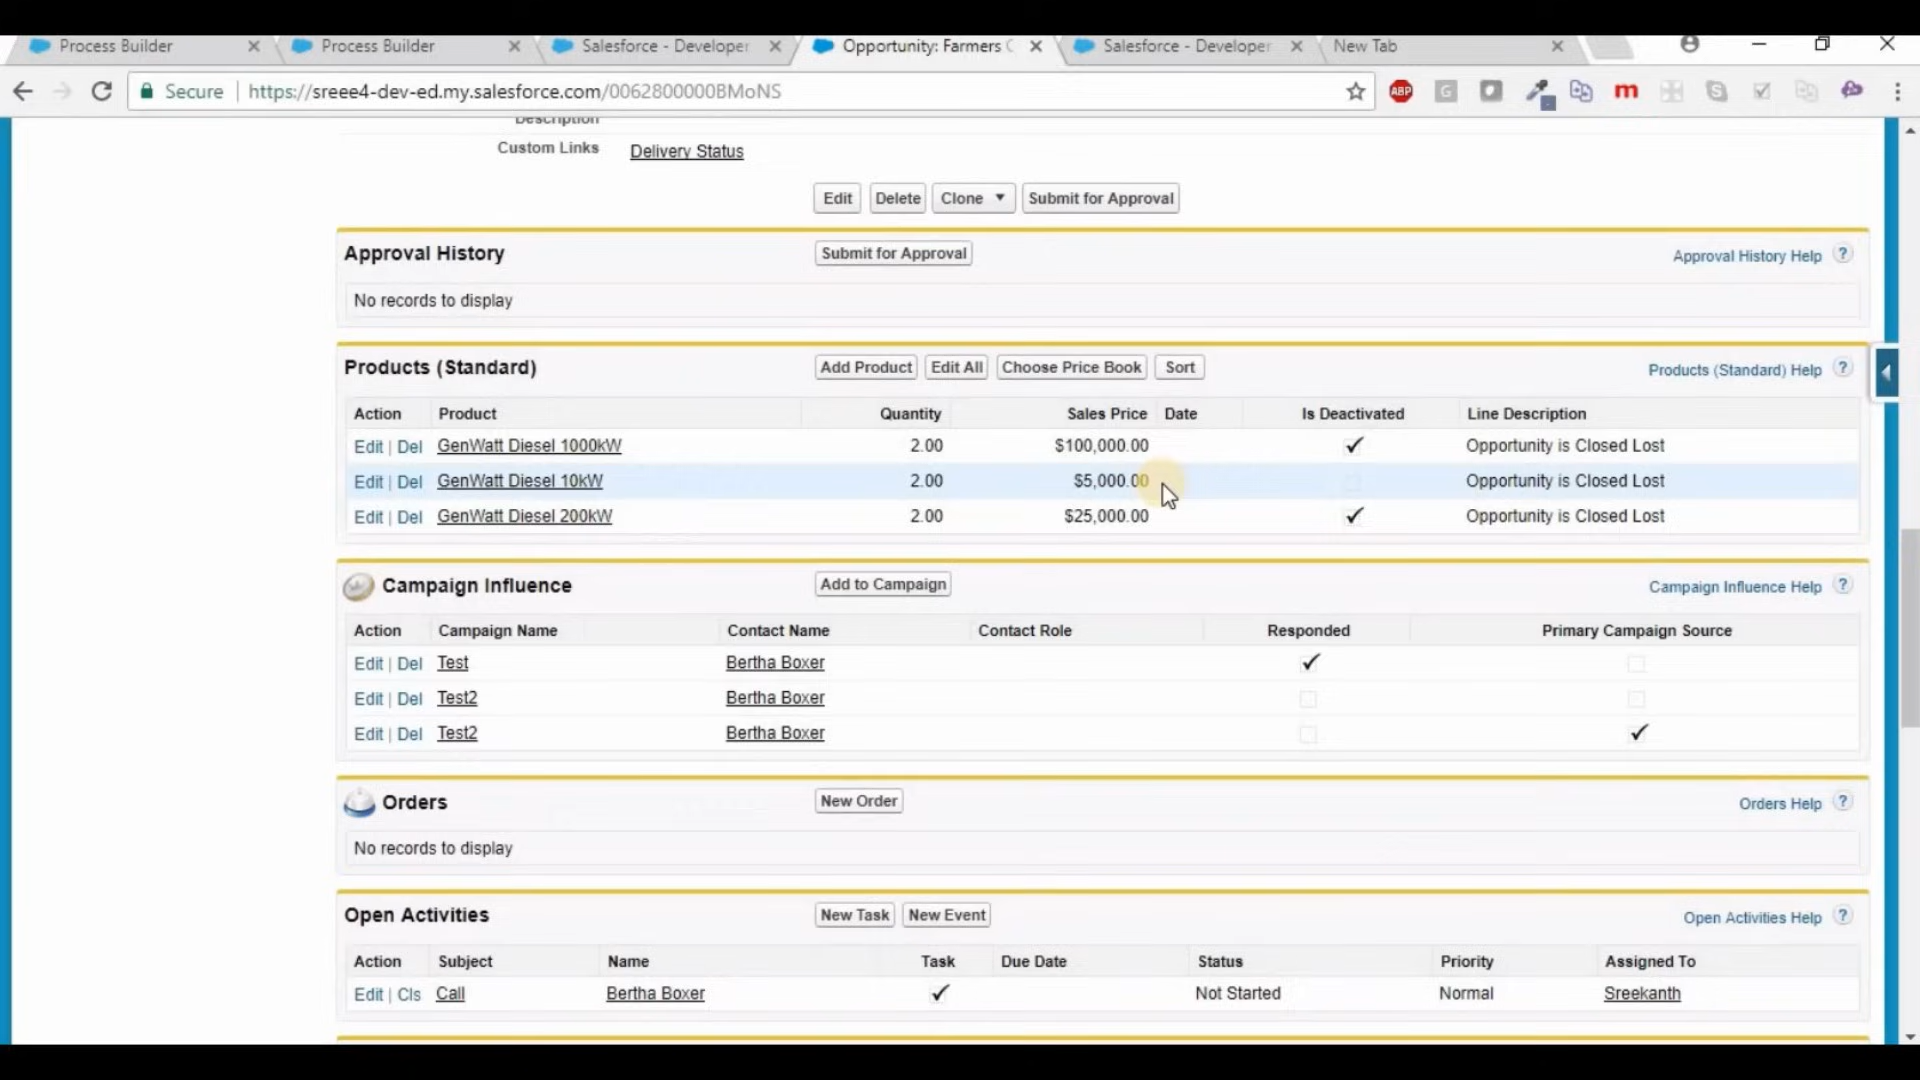 Process Builder
Process Builder
Salesforce - Developer
Opportunity: Farmers C
Salesforce - Developer
New Tab
Secure
https://sreee4-dev-ed.my.salesforce.com/0062800000BMoNS
ABP
G
m
S
Description
Custom Links Delivery Status
Edit Delete Clone Submit for Approval
Approval History Submit for Approval Approval History Help ?
No records to display
Products (Standard) Add Product Edit All Choose Price Book Sort Products (Standard) Help ?
Action Product Quantity Sales Price Date Is Deactivated Line Description
Edit | Del GenWatt Diesel 1000kW 2.00 $100,000.00 Opportunity is Closed Lost
Edit | Del GenWatt Diesel 10kW 2.00 $5,000.00 Opportunity is Closed Lost
Edit | Del GenWatt Diesel 200kW 2.00 $25,000.00 Opportunity is Closed Lost
Campaign Influence Add to Campaign Campaign Influence Help ?
Action Campaign Name Contact Name Contact Role Responded Primary Campaign Source
Edit | Del Test Bertha Boxer
Edit | Del Test2 Bertha Boxer
Edit | Del Test2 Bertha Boxer
Orders New Order Orders Help ?
No records to display
Open Activities New Task New Event Open Activities Help ?
Action Subject Name Task Due Date Status Priority Assigned To
Edit | Cls Call Bertha Boxer Not Started Normal Sreekanth